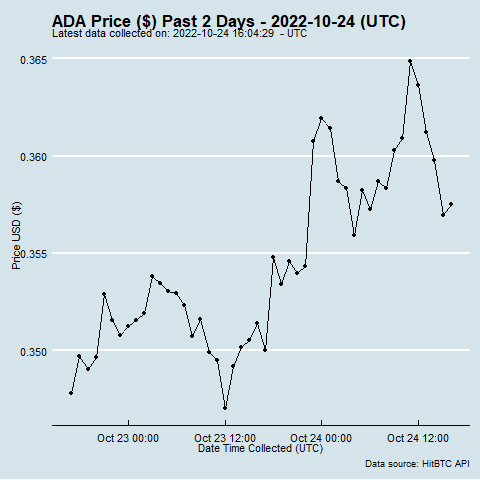 ADA Price ($) Past 2 Days - 2022-10-24 (UTC)
Latest data collected on: 2022-10-24 16:04:29 - UTC
0.365
0.360
0.355
0.350
Price USD ($)
Oct 23 00:00 Oct 23 12:00 Oct 24 00:00 Oct 24 12:00
Date Time Collected (UTC)
Data source: HitBTC API